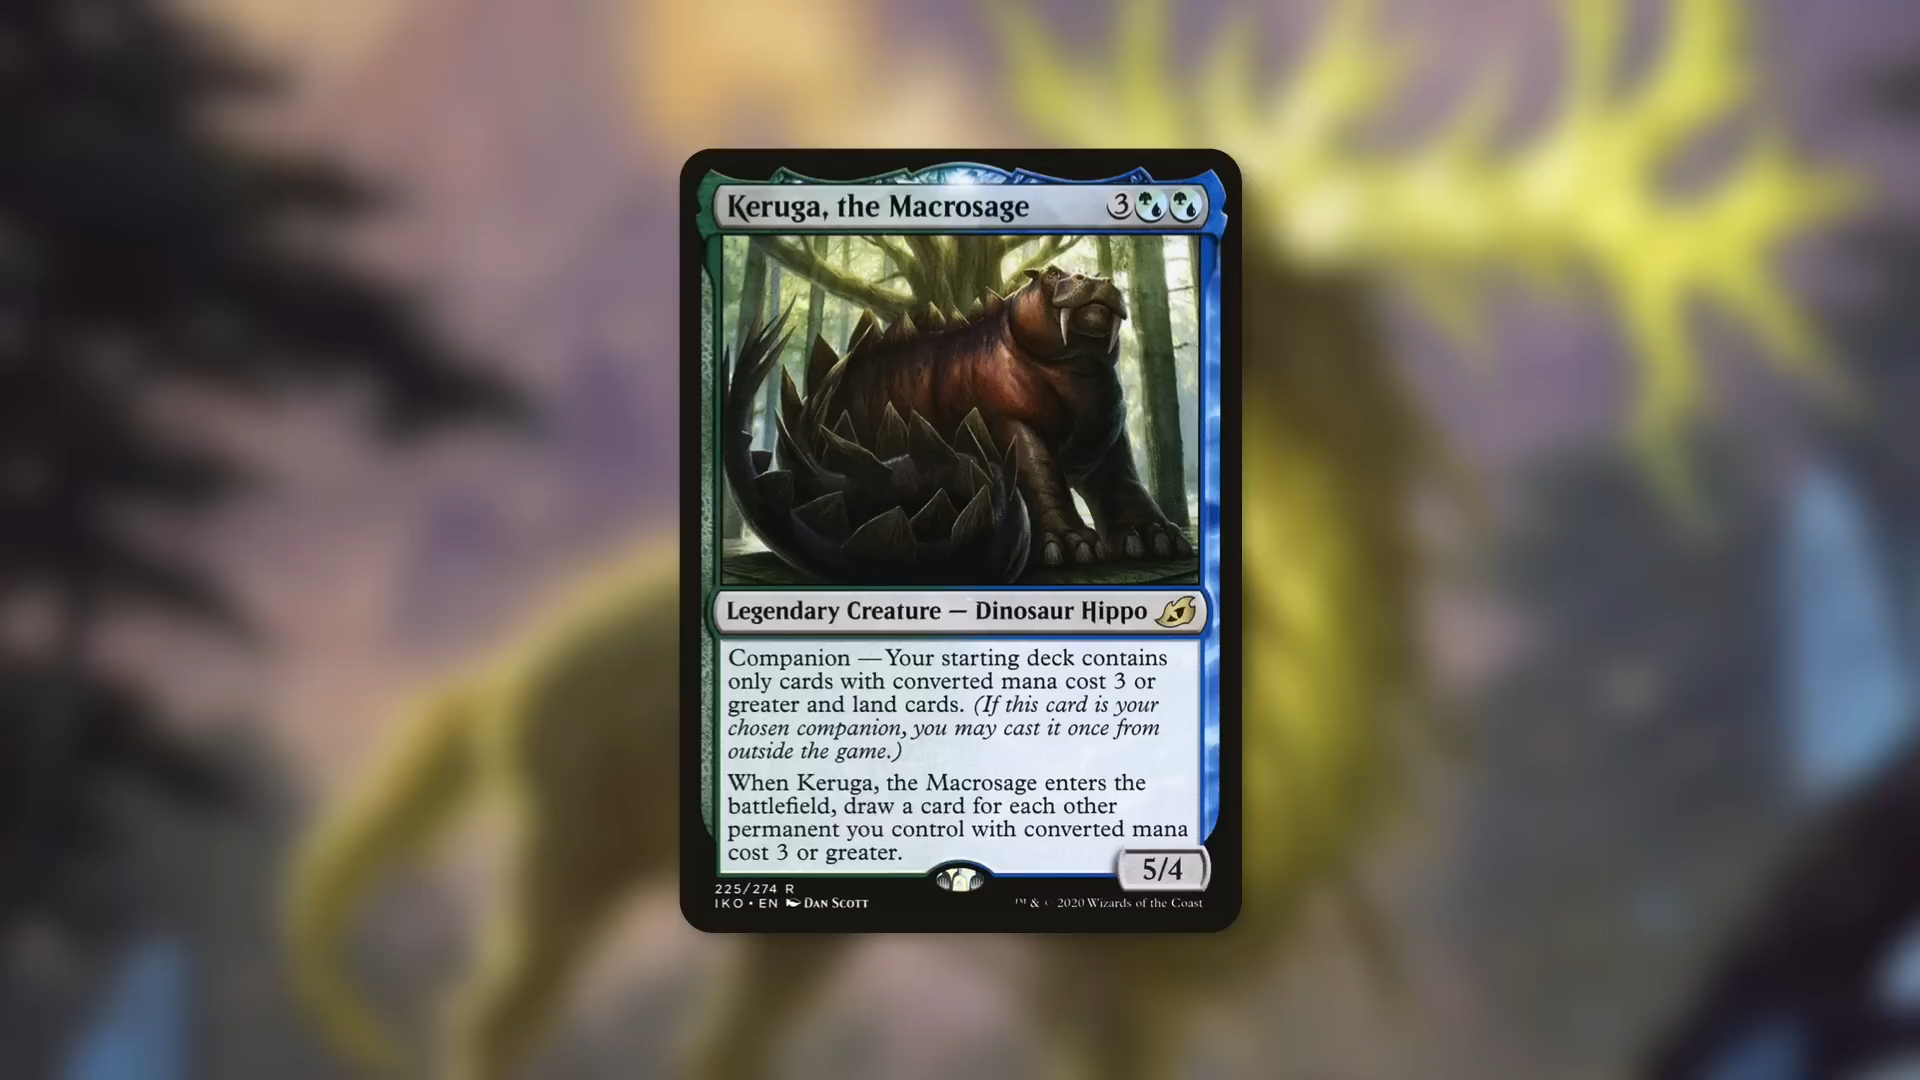 Keruga, the Macrosage 3
Legendary Creature — Dinosaur Hippo
Companion — Your starting deck contains
only cards with converted mana cost 3 or
greater and land cards. (If this card is your
chosen companion, you may cast it once from
outside the game.)
When Keruga, the Macrosage enters the
battlefield, draw a card for each other
permanent you control with converted mana
cost 3 or greater.
5/4
225/274 R
IKO • EN Dan Scott
™ & © 2020 Wizards of the Coast